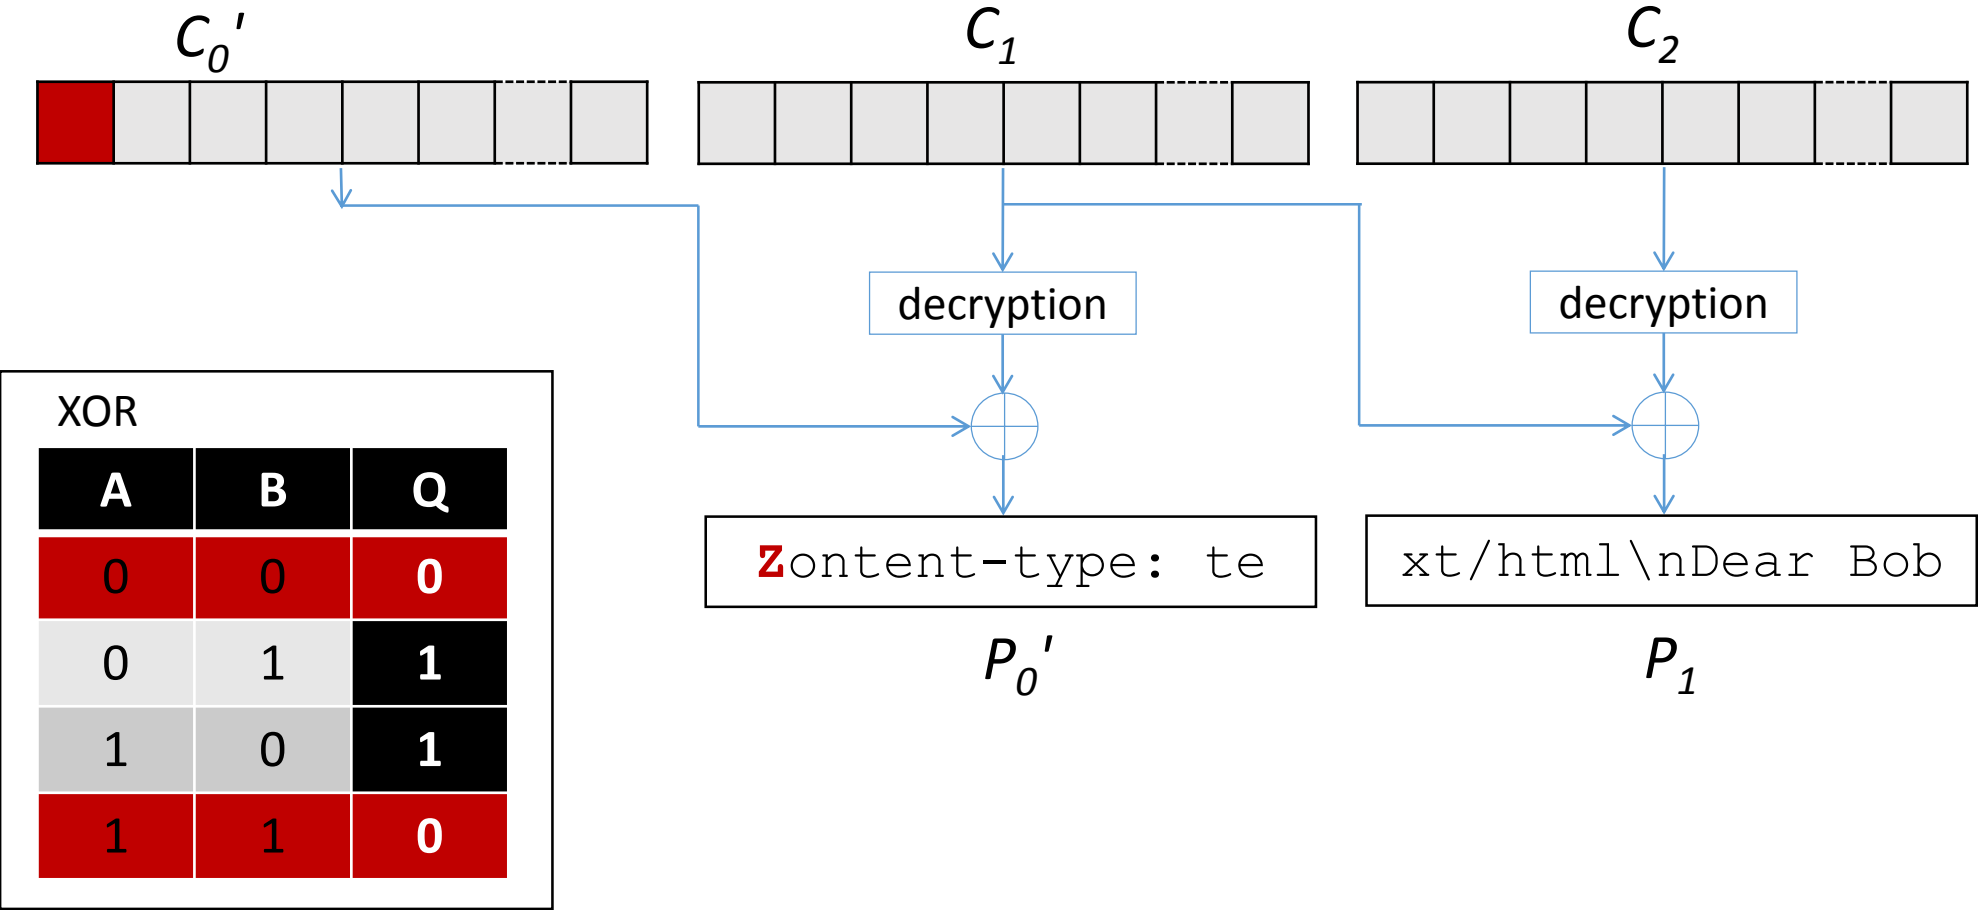 C0' C1 C2
decryption decryption
XOR
A B Q
0 0 0
0 1 1
1 0 1
1 1 0
Zontent-type: te xt/html\nDear Bob
P0' P1